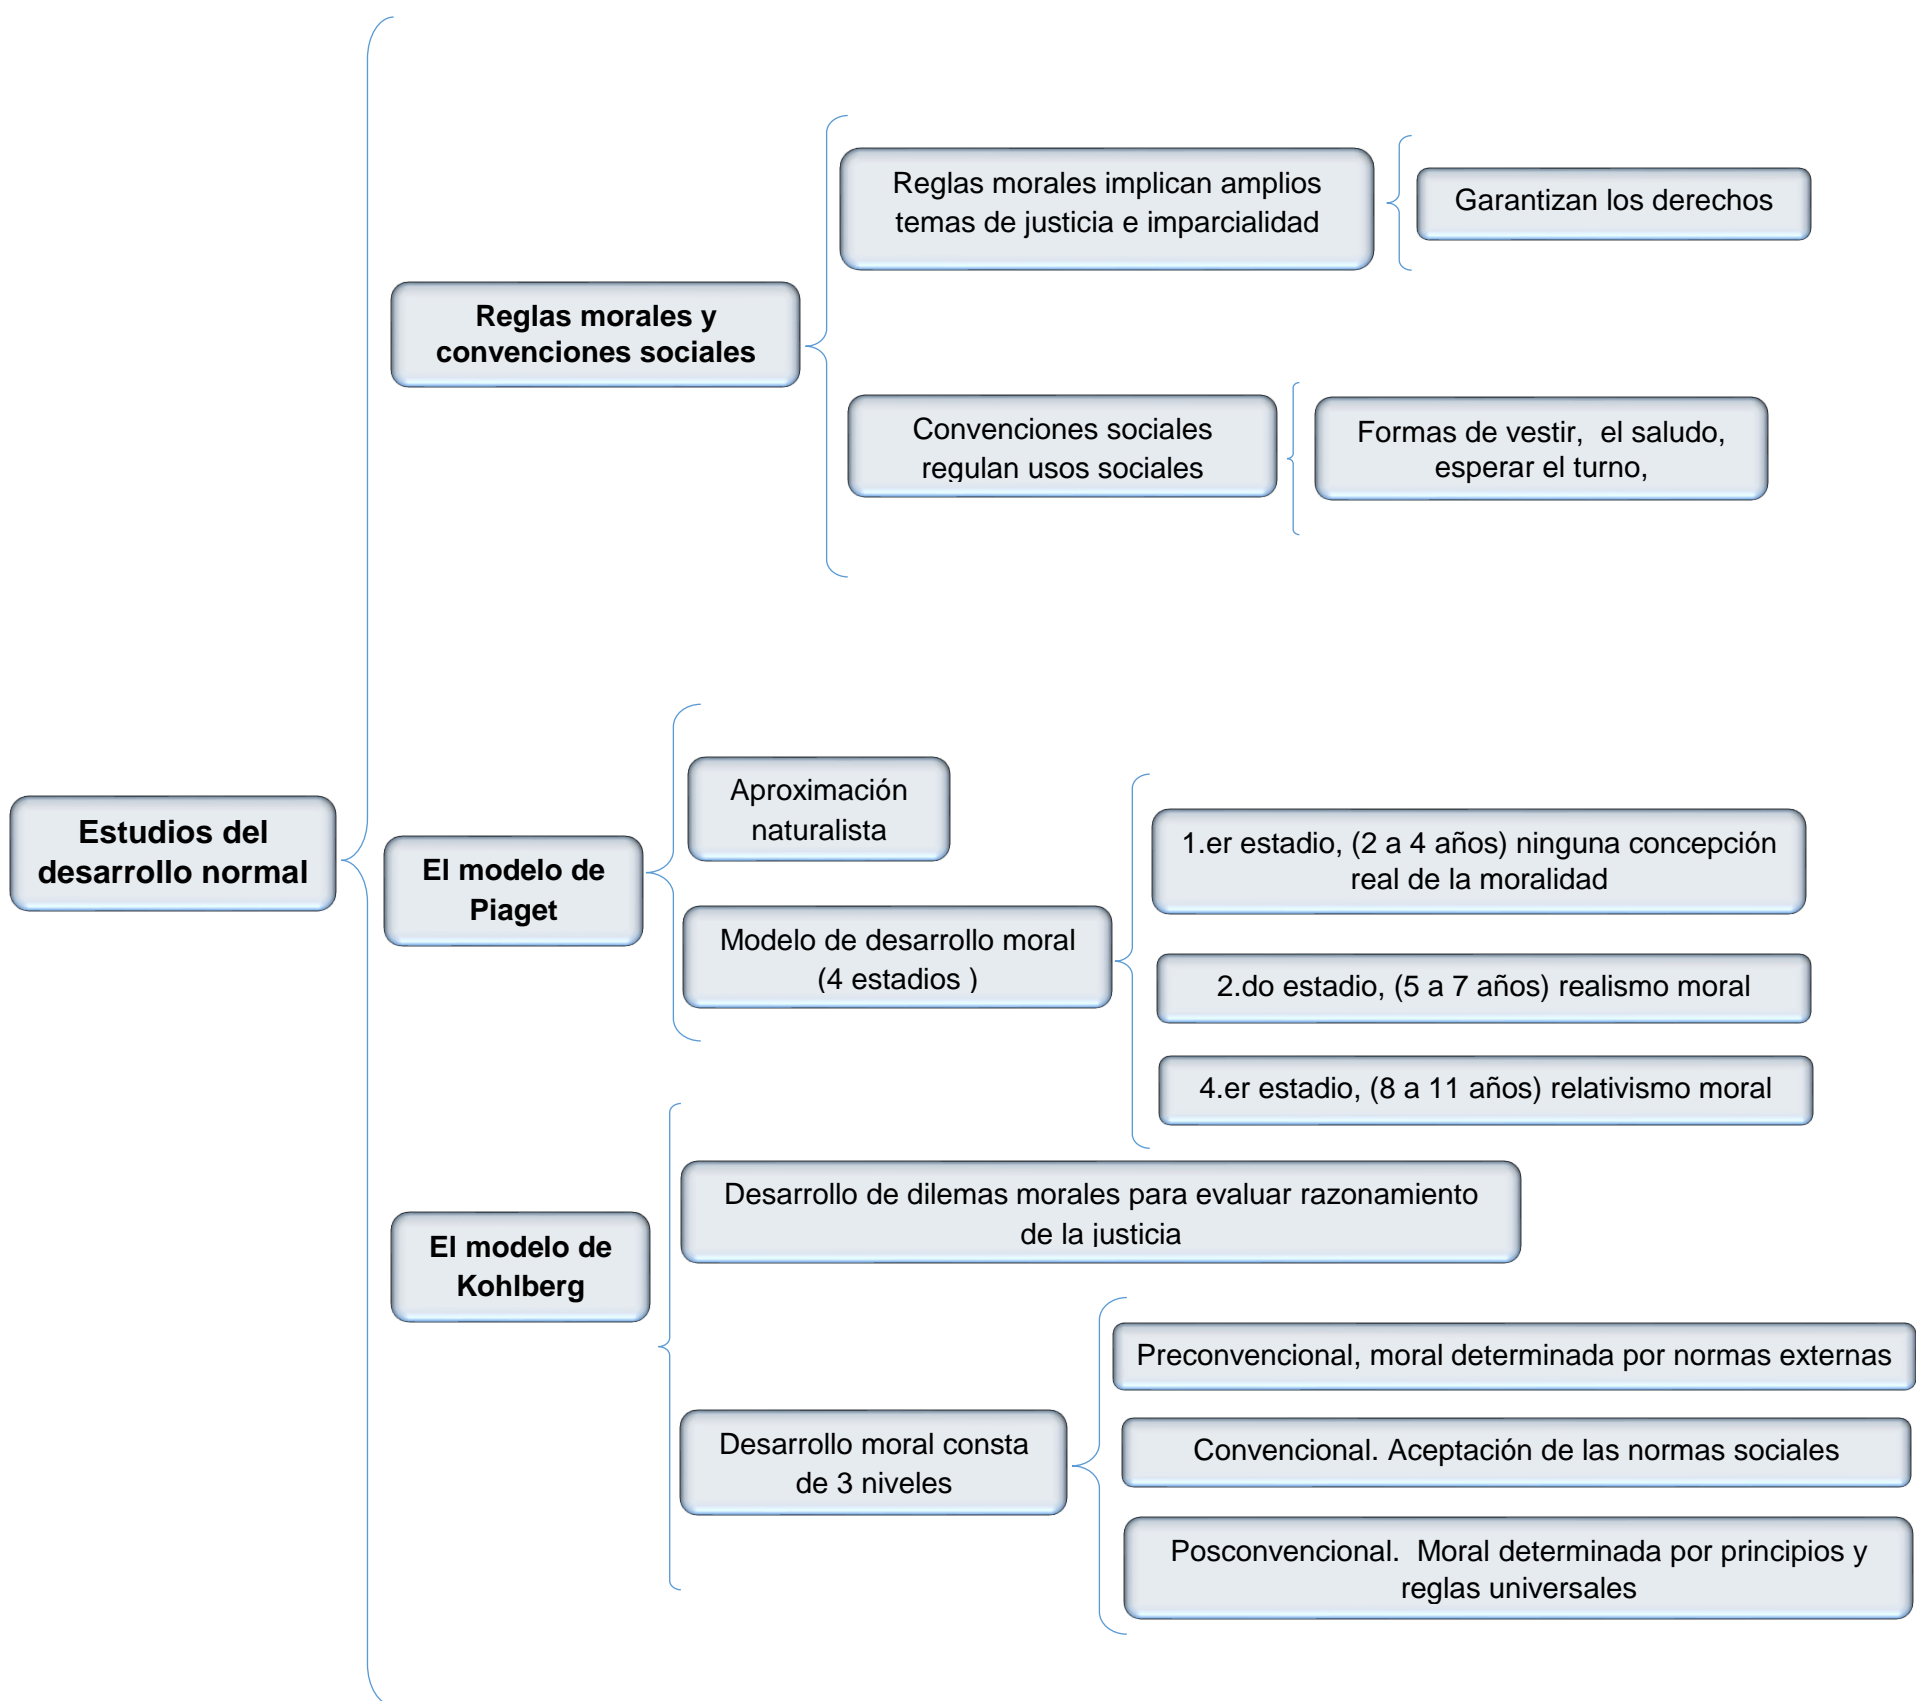 Estudios del
desarrollo normal
Reglas morales y
convenciones sociales
Reglas morales implican amplios
temas de justicia e imparcialidad
Garantizan los derechos
Convenciones sociales
regulan usos sociales
Formas de vestir,  el saludo,
esperar el turno,
El modelo de
Piaget
Aproximación
naturalista
Modelo de desarrollo moral
(4 estadios )
1.er estadio, (2 a 4 años) ninguna concepción
real de la moralidad
2.do estadio, (5 a 7 años) realismo moral
4.er estadio, (8 a 11 años) relativismo moral
El modelo de
Kohlberg
Desarrollo de dilemas morales para evaluar razonamiento
de la justicia
Desarrollo moral consta
de 3 niveles
Preconvencional, moral determinada por normas externas
Convencional. Aceptación de las normas sociales
Posconvencional.  Moral determinada por principios y
reglas universales